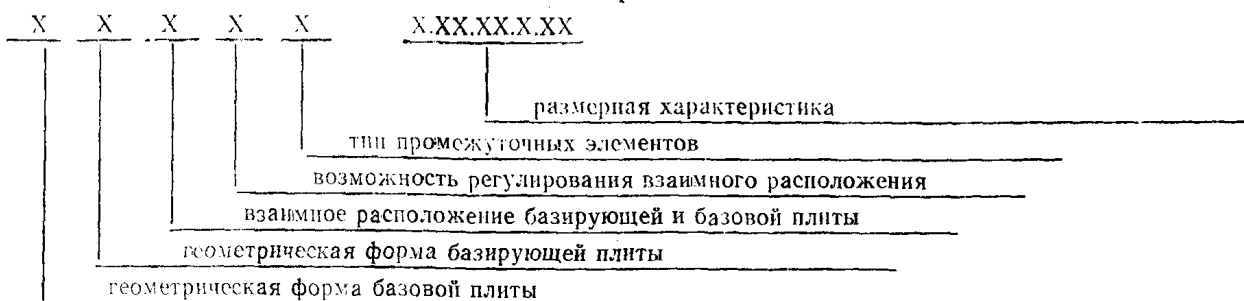 X X X X X X.XX.XX.X.XX
размерная характеристика
тип промежуточных элементов
возможность регулирования взаимного расположения
взаимное расположение базирующей и базовой плиты
геометрическая форма базирующей плиты
геометрическая форма базовой плиты